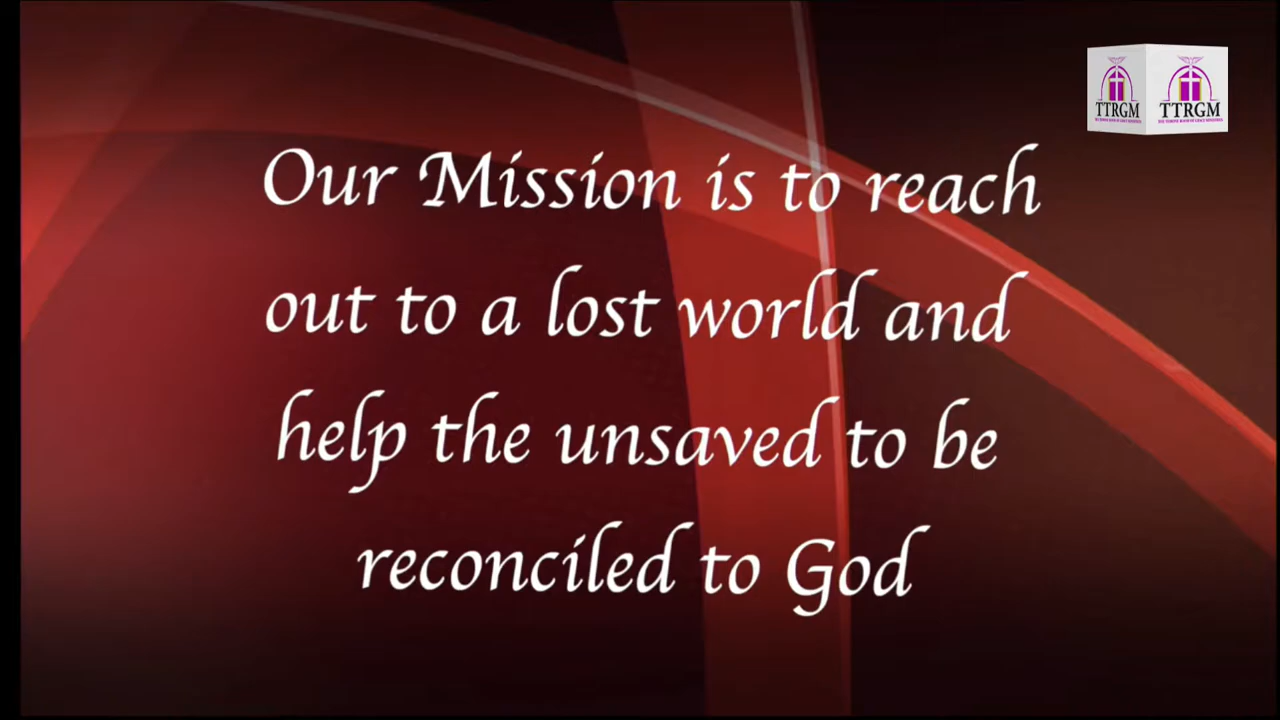 TTRGM
TTRGM
Our Mission is to reach
out to a lost world and
help the unsaved to be
reconciled to God